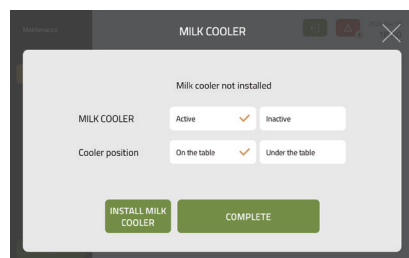 Maintenance
MILK COOLER
Milk cooler not installed
MILK COOLER
Active
Inactive
Cooler position
On the table
Under the table
INSTALL MILK
COOLER
COMPLETE